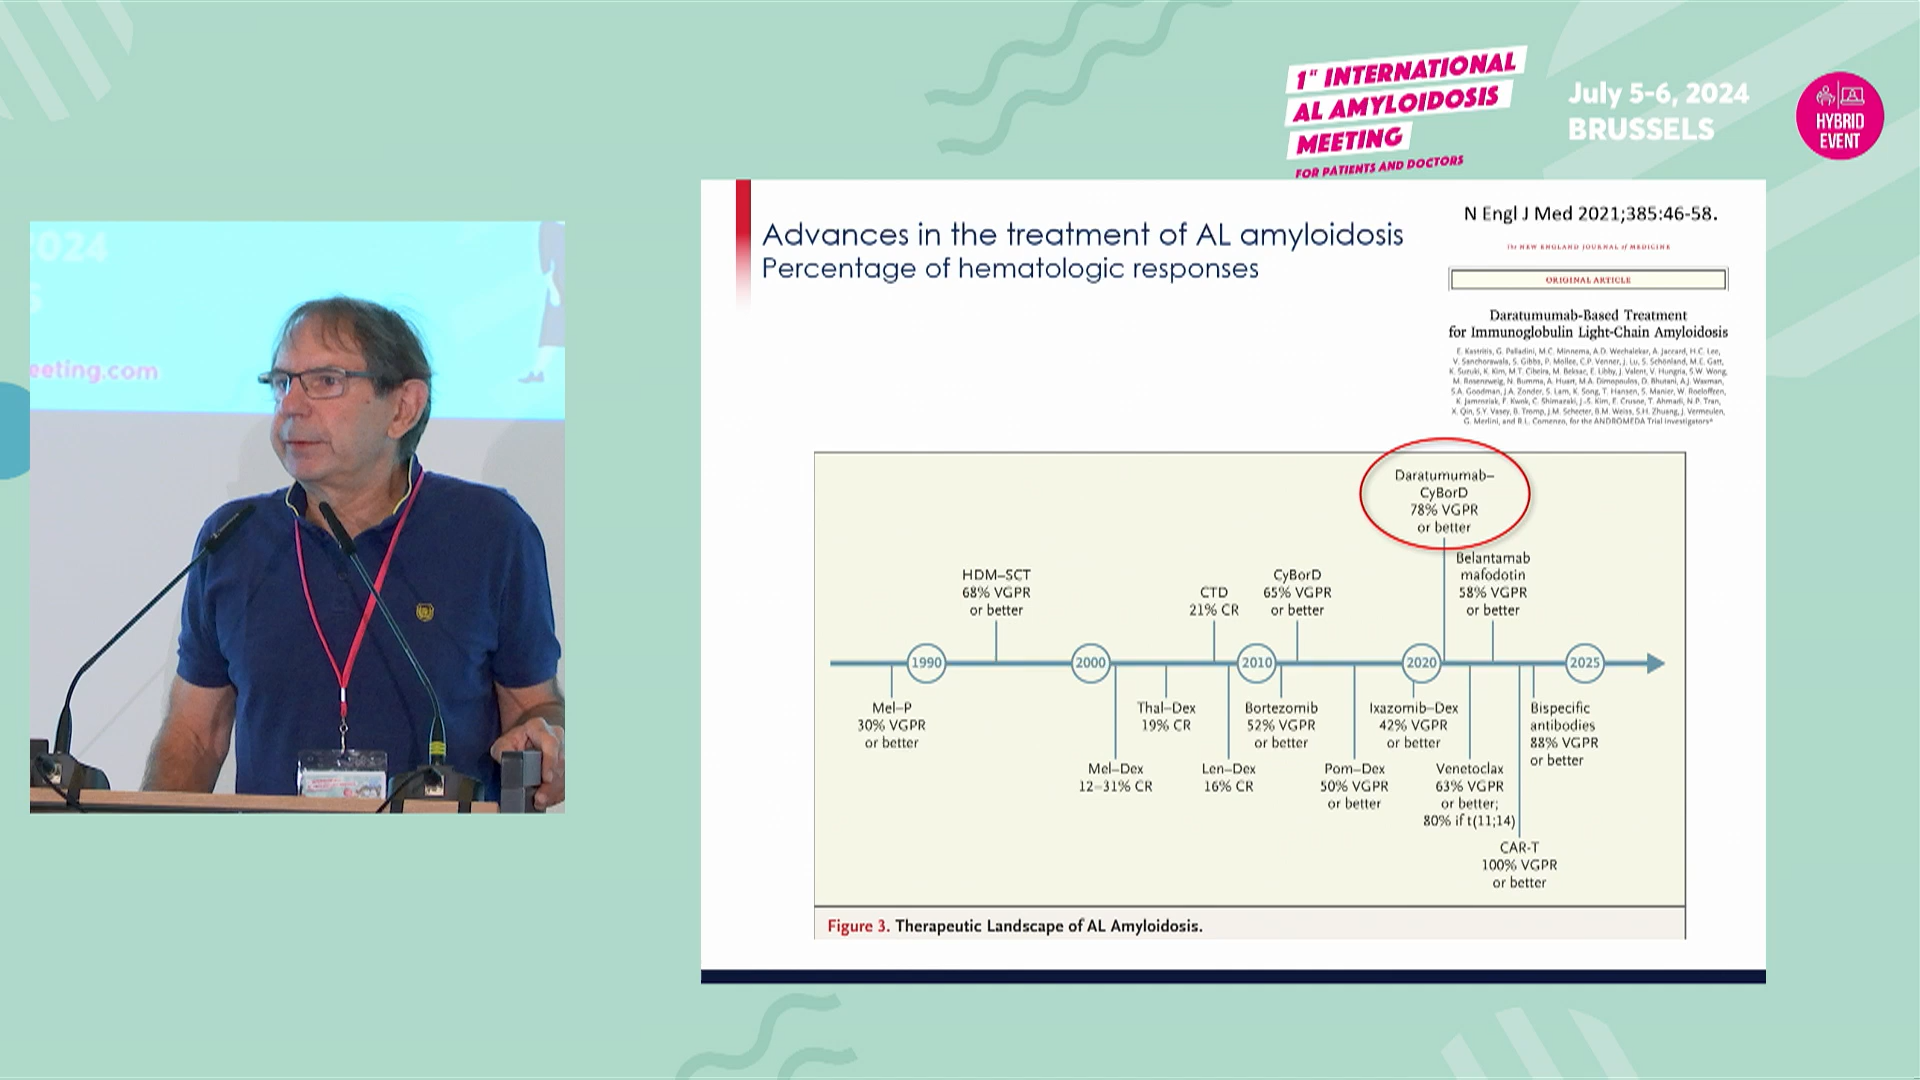 1st INTERNATIONAL
AL AMYLOIDOSIS
MEETING
FOR PATIENTS AND DOCTORS
July 5-6, 2024
BRUSSELS
HYBRID
EVENT
2024
S
eeting.com
Advances in the treatment of AL amyloidosis
Percentage of hematologic responses
N Engl J Med 2021;385:46-58.
The NEW ENGLAND JOURNAL of MEDICINE
ORIGINAL ARTICLE
Daratumumab-Based Treatment
for Immunoglobulin Light-Chain Amyloidosis
E. Kastritis, G. Palladini, M.C. Minnema, A.D. Wechalekar, A. Jaccard, H.C. Lee,
V. Sanchorawala, S. Gibbs, P. Mollee, C.P. Venner, J. Lu, S. Schönland, M.E. Gatt,
K. Suzuki, K. Kim, M.T. Cibeira, M. Beksac, E. Libby, J. Valent, V. Hungria, S.W. Wong,
M. Rosenzweig, N. Bumma, A. Huart, M.A. Dimopoulos, D. Bhutani, A.J. Waxman,
S.A. Goodman, J.A. Zonder, S. Lam, K. Song, T. Hansen, S. Manier, W. Roeloffzen,
K. Jamroziak, F. Kwok, C. Shimazaki, J.-S. Kim, E. Crusoe, T. Ahmadi, N.P. Tran,
X. Qin, S.Y. Vasey, B. Tromp, J.M. Schecter, B.M. Weiss, S.H. Zhuang, J. Vermeulen,
G. Merlini, and R.L. Comenzo, for the ANDROMEDA Trial Investigators*
Daratumumab–
CyBorD
78% VGPR
or better
HDM–SCT
68% VGPR
or better
CTD
21% CR
CyBorD
65% VGPR
or better
Belantamab
mafodotin
58% VGPR
or better
1990
2000
2010
2020
2025
Mel–P
30% VGPR
or better
Mel–Dex
12–31% CR
Thal–Dex
19% CR
Len–Dex
16% CR
Bortezomib
52% VGPR
or better
Pom–Dex
50% VGPR
or better
Ixazomib–Dex
42% VGPR
or better
Venetoclax
63% VGPR
or better;
80% if t(11;14)
CAR-T
100% VGPR
or better
Bispecific
antibodies
88% VGPR
or better
Figure 3. Therapeutic Landscape of AL Amyloidosis.